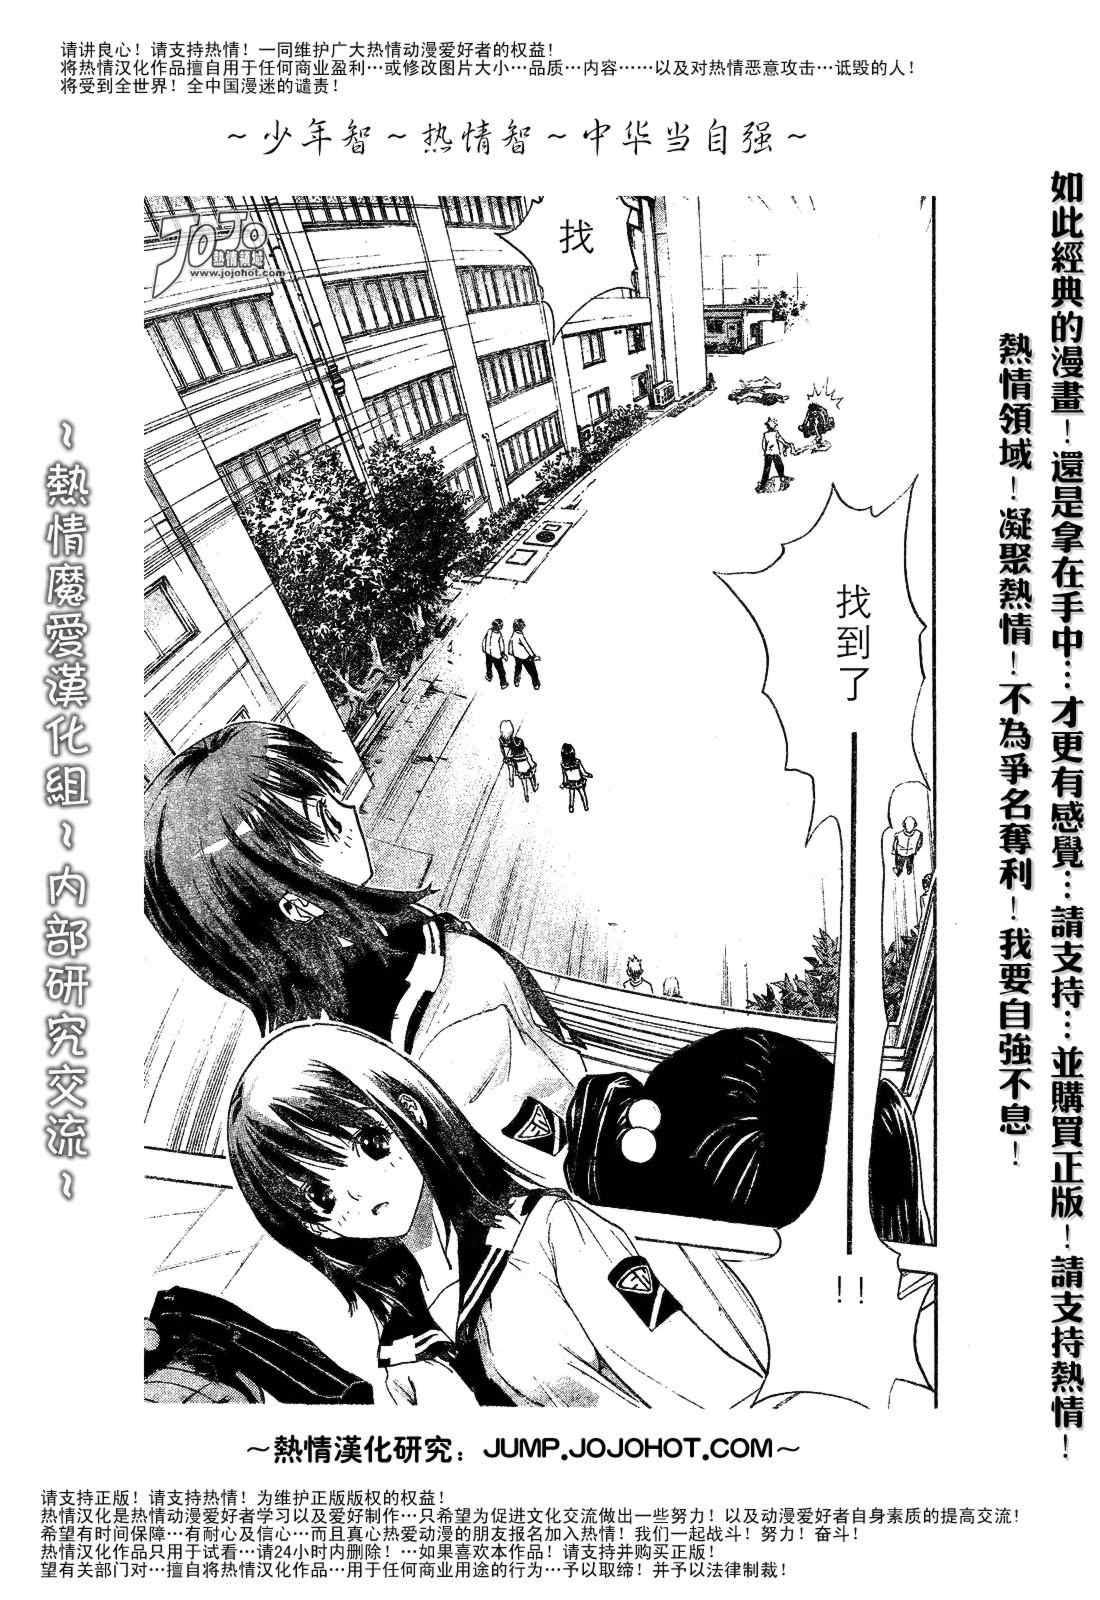 请讲良心！请支持热情！一同维护广大热情动漫爱好者的权益！
将热情汉化作品擅自用于任何商业盈利…或修改图片大小…品质…内容……以及对热情恶意攻击…诋毁的人！
将受到全世界！全中国漫迷的谴责！
～少年智～热情智～中华当自强～
如此經典的漫畫！還是拿在手中…才更有感覺…請支持…並購買正版！請支持熱情！
熱情領域！凝聚熱情！不為爭名奪利！我要自強不息！
JOJO
熱情領域
www.jojohot.com
找
找到了
！！
～熱情魔愛漢化組～内部研究交流～
～熱情漢化研究：JUMP.JOJOHOT.COM～
请支持正版！请支持热情！为维护正版版权的权益！
热情汉化是热情动漫爱好者学习以及爱好制作…只希望为促进文化交流做出一些努力！以及动漫爱好者自身素质的提高交流！
希望有时间保障…有耐心及信心…而且真心热爱动漫的朋友报名加入热情！我们一起战斗！努力！奋斗！
热情汉化作品只用于试看…请24小时内删除！…如果喜欢本作品！请支持并购买正版！
望有关部门对…擅自将热情汉化作品…用于任何商业用途的行为…予以取缔！并予以法律制裁！